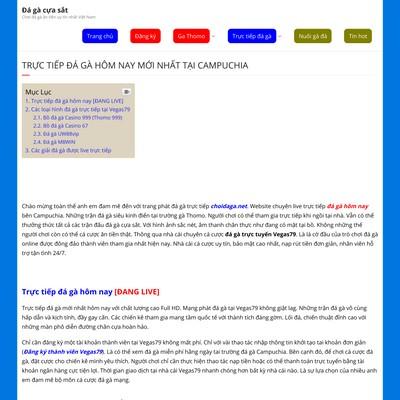 Đá gà cựa sắt
Chơi đá gà ăn tiền uy tín nhất Việt Nam
Trang chủ
Đăng ký
Ga Thomo
Trực tiếp đá gà
Nuôi gà đá
Tin hot
TRỰC TIẾP ĐÁ GÀ HÔM NAY MỚI NHẤT TẠI CAMPUCHIA
Mục Lục
1. Trực tiếp đá gà hôm nay [ĐANG LIVE]
2. Các loại hình đá gà trực tiếp tại Vegas79
2.1. Bồ đá gà Casino 999 (Thomo 999)
2.2. Bồ đá gà Casino 67
2.3. Đá gà UW88vip
2.4. Đá gà M8WIN
3. Các giải đá gà được live trực tiếp
Chào mừng toàn thể anh em đam mê đến với trang phát đá gà trực tiếp choidaga.net. Website chuyên live trực tiếp đá gà hôm nay
bên Campuchia. Những trận đá gà siêu kinh điển tại trường gà Thomo. Người chơi có thể tham gia trực tiếp khi ngồi tại nhà. Vẫn có thể
thưởng thức tất cả các trận đấu đá gà cựa sắt. Với hình ảnh sắc nét, âm thanh chân thực như đang có mặt tại bồ. Không những thế
người chơi còn có thể cá cược ăn tiền thật. Thông qua nhà cái chuyên cá cược đá gà trực tuyến Vegas79. Là lá cờ đầu của trò chơi đá gà
online được đông đảo thành viên tham gia nhất hiện nay. Nhà cái cá cược uy tín, bảo mật cao nhất, nạp rút tiền đơn giản, nhân viên hỗ
trợ tận tình 24/7.
Trực tiếp đá gà hôm nay [ĐANG LIVE]
Trực tiếp đá gà mới nhất hôm nay với chất lượng cao Full HD. Mạng phát đá gà tại Vegas79 không giật lag. Những trận đá gà vô cùng
hấp dẫn và kịch tính, đầy gay cấn. Các chiến kê tham gia mang tầm quốc tế với thành tích đáng gờm. Lối đá, chiến thuật đỉnh cao với
những màn phô diễn đường chân cựa hoàn hảo.
Chỉ cần đăng ký một tài khoản thành viên tại Vegas79 không mất phí. Chỉ với vài thao tác nhập thông tin khởi tạo tài khoản đơn giản
(Đăng ký thành viên Vegas79). Là có thể xem đá gà miễn phí hằng ngày tại trường đá gà Campuchia. Bên cạnh đó, để chơi cá cược đá
gà, đặt cược cho chiến kê mình yêu thích. Người chơi chỉ cần thực hiện thao tác nạp tiền hoặc có thể thanh toán trực tuyến bằng tài
khoản ngân hàng cực tiện lợi. Thời gian giao dịch tại nhà cái Vegas79 nhanh chóng hơn bất kỳ nhà cái nào. Là sự lựa chọn của nhiều anh
em đam mê bộ môn cá cược đá gà mạng.